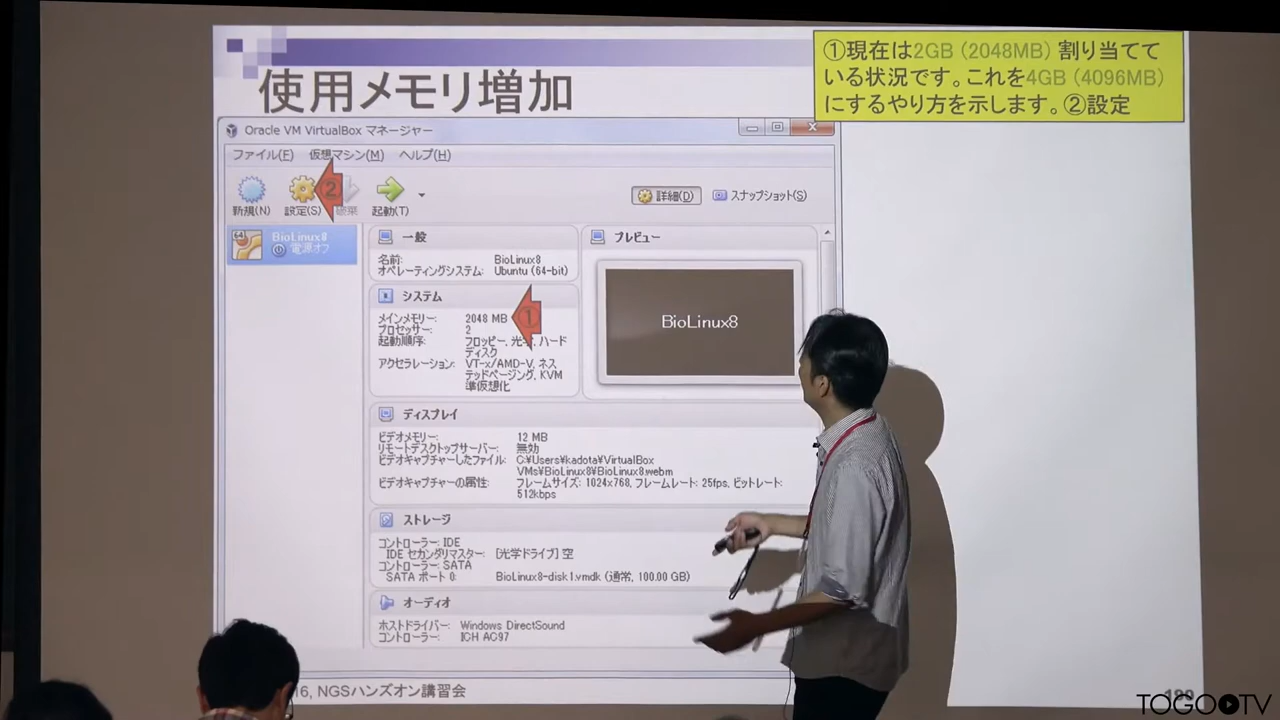 ①現在は2GB (2048MB) 割り当てて
いる状況です。これを4GB (4096MB)
にするやり方を示します。②設定
使用メモリ増加
Oracle VM VirtualBox マネージャー
ファイル(F) 仮想マシン(M) ヘルプ(H)
新規(N) 設定(S) 破棄 起動(T) 詳細(D) スナップショット(S)
②
64
BioLinux8
電源オフ
一般
名前: BioLinux8
オペレーティングシステム: Ubuntu (64-bit)
プレビュー
BioLinux8
システム
メインメモリー: 2048 MB
①
プロセッサー: 2
起動順序: フロッピー, 光学, ハード
ディスク
アクセラレーション: VT-x/AMD-V, ネス
テッドページング, KVM
準仮想化
ディスプレイ
ビデオメモリー: 12 MB
リモートデスクトップサーバー: 無効
ビデオキャプチャーしたファイル: C:¥Users¥kadota¥VirtualBox
VMs¥BioLinux8¥BioLinux8.webm
ビデオキャプチャーの属性: フレームサイズ: 1024x768, フレームレート: 25fps, ビットレート:
512kbps
ストレージ
コントローラー: IDE
IDE セカンダリマスター: [光学ドライブ] 空
コントローラー: SATA
SATA ポート 0: BioLinux8-disk1.vmdk (通常, 100.00 GB)
オーディオ
ホストドライバー: Windows DirectSound
コントローラー: ICH AC97
16, NGSハンズオン講習会
TOGOTV